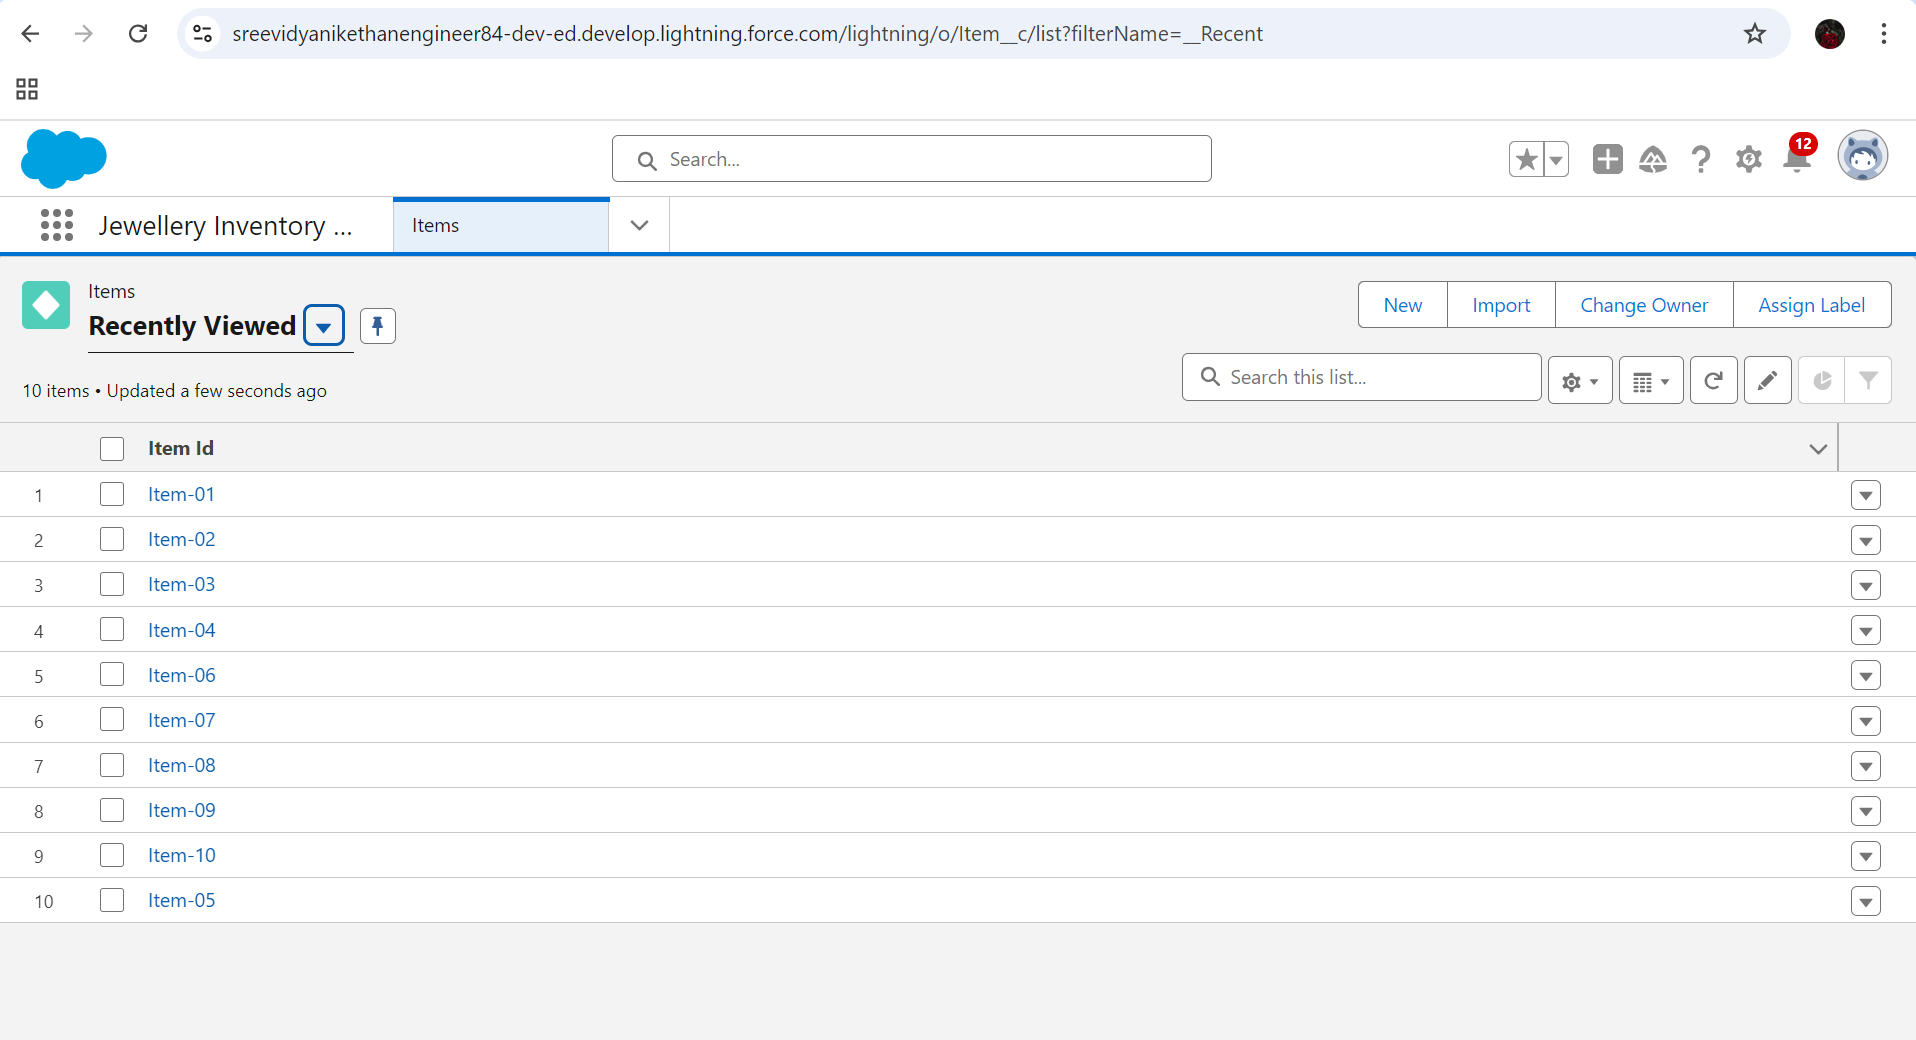 sreevidyanikethanengineer84-dev-ed.develop.lightning.force.com/lightning/o/Item__c/list?filterName=__Recent
Search...
12
Jewellery Inventory ...
Items
Items
Recently Viewed
New
Import
Change Owner
Assign Label
10 items • Updated a few seconds ago
Search this list...
Item Id
1 Item-01
2 Item-02
3 Item-03
4 Item-04
5 Item-06
6 Item-07
7 Item-08
8 Item-09
9 Item-10
10 Item-05